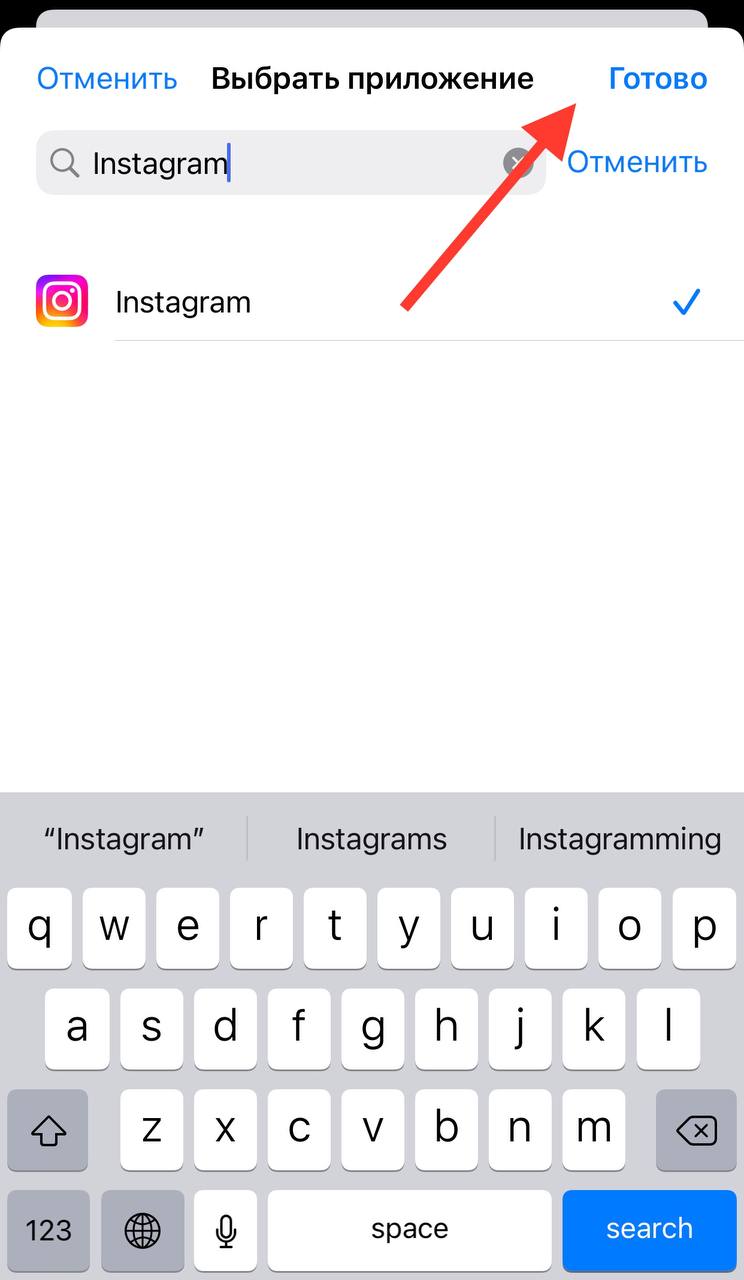 Отменить Выбрать приложение Готово
Instagram Отменить
Instagram
“Instagram” Instagrams Instagramming
q w e r t y u i o p
a s d f g h j k l
z x c v b n m
123 space search